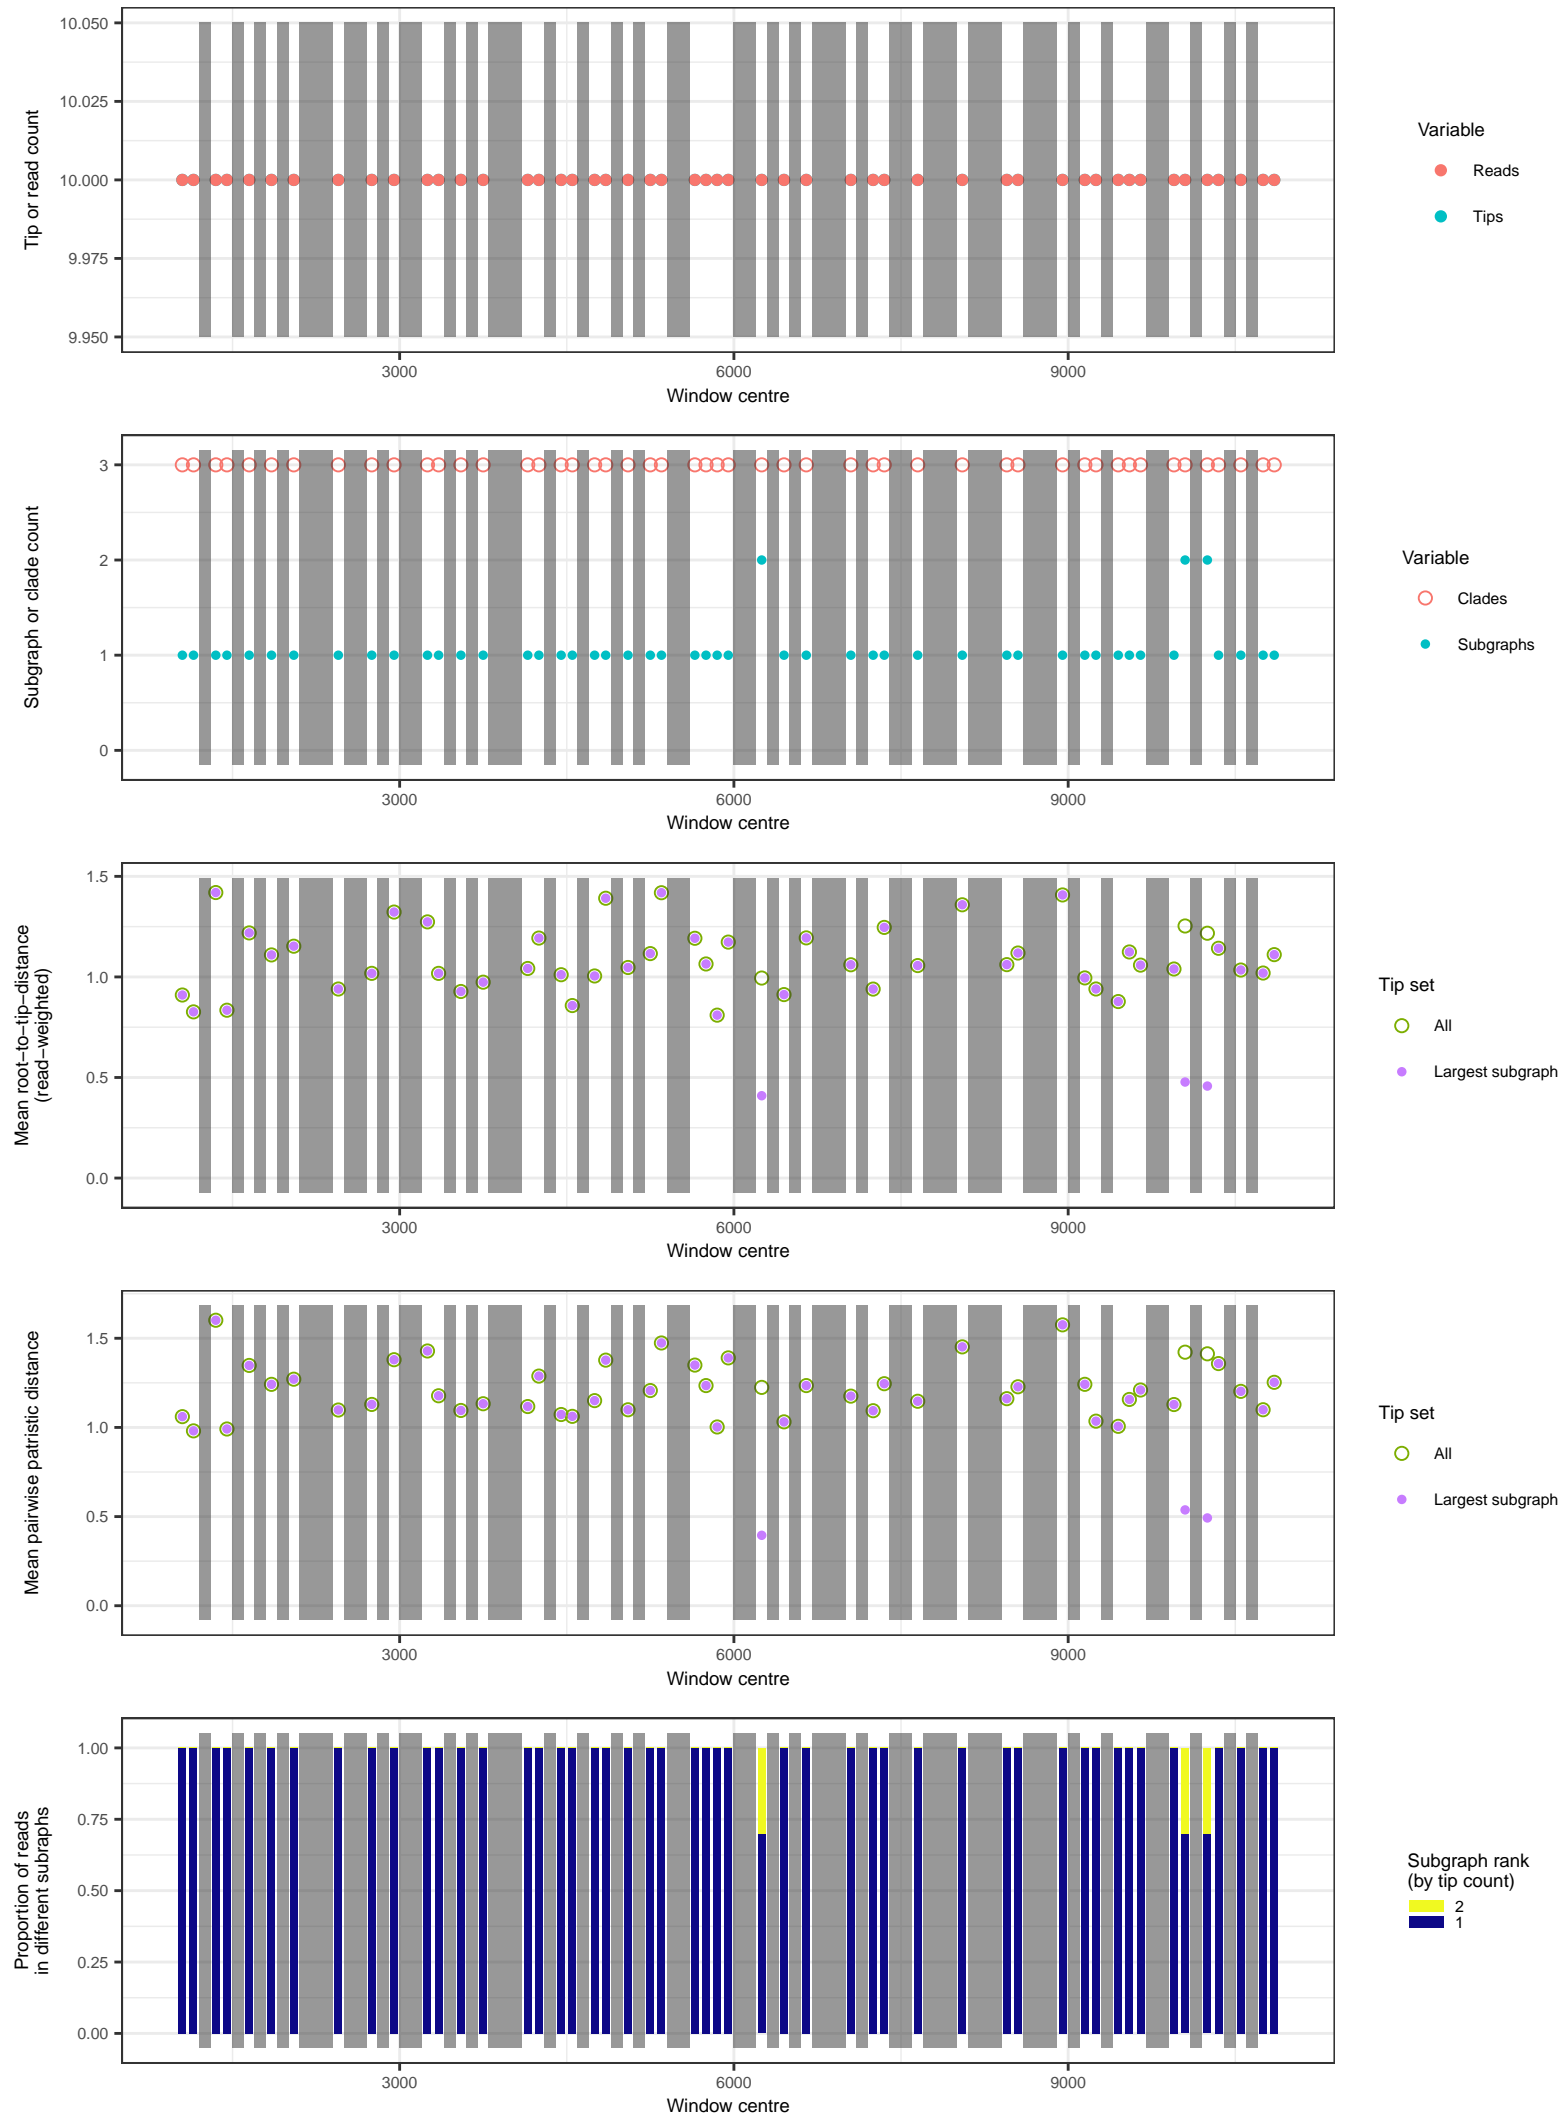 10.050
10.025
10.000
9.975
9.950
Tip or read count
3000
6000
9000
Window centre
Variable
Reads
Tips
3
2
1
0
Subgraph or clade count
3000
6000
9000
Window centre
Variable
Clades
Subgraphs
1.5
1.0
0.5
0.0
Mean root−to−tip−distance
(read−weighted)
3000
6000
9000
Window centre
Tip set
All
Largest subgraph
1.5
1.0
0.5
0.0
Mean pairwise patristic distance
3000
6000
9000
Window centre
Tip set
All
Largest subgraph
1.00
0.75
0.50
0.25
0.00
Proportion of reads
in different subraphs
3000
6000
9000
Window centre
Subgraph rank
(by tip count)
2
1